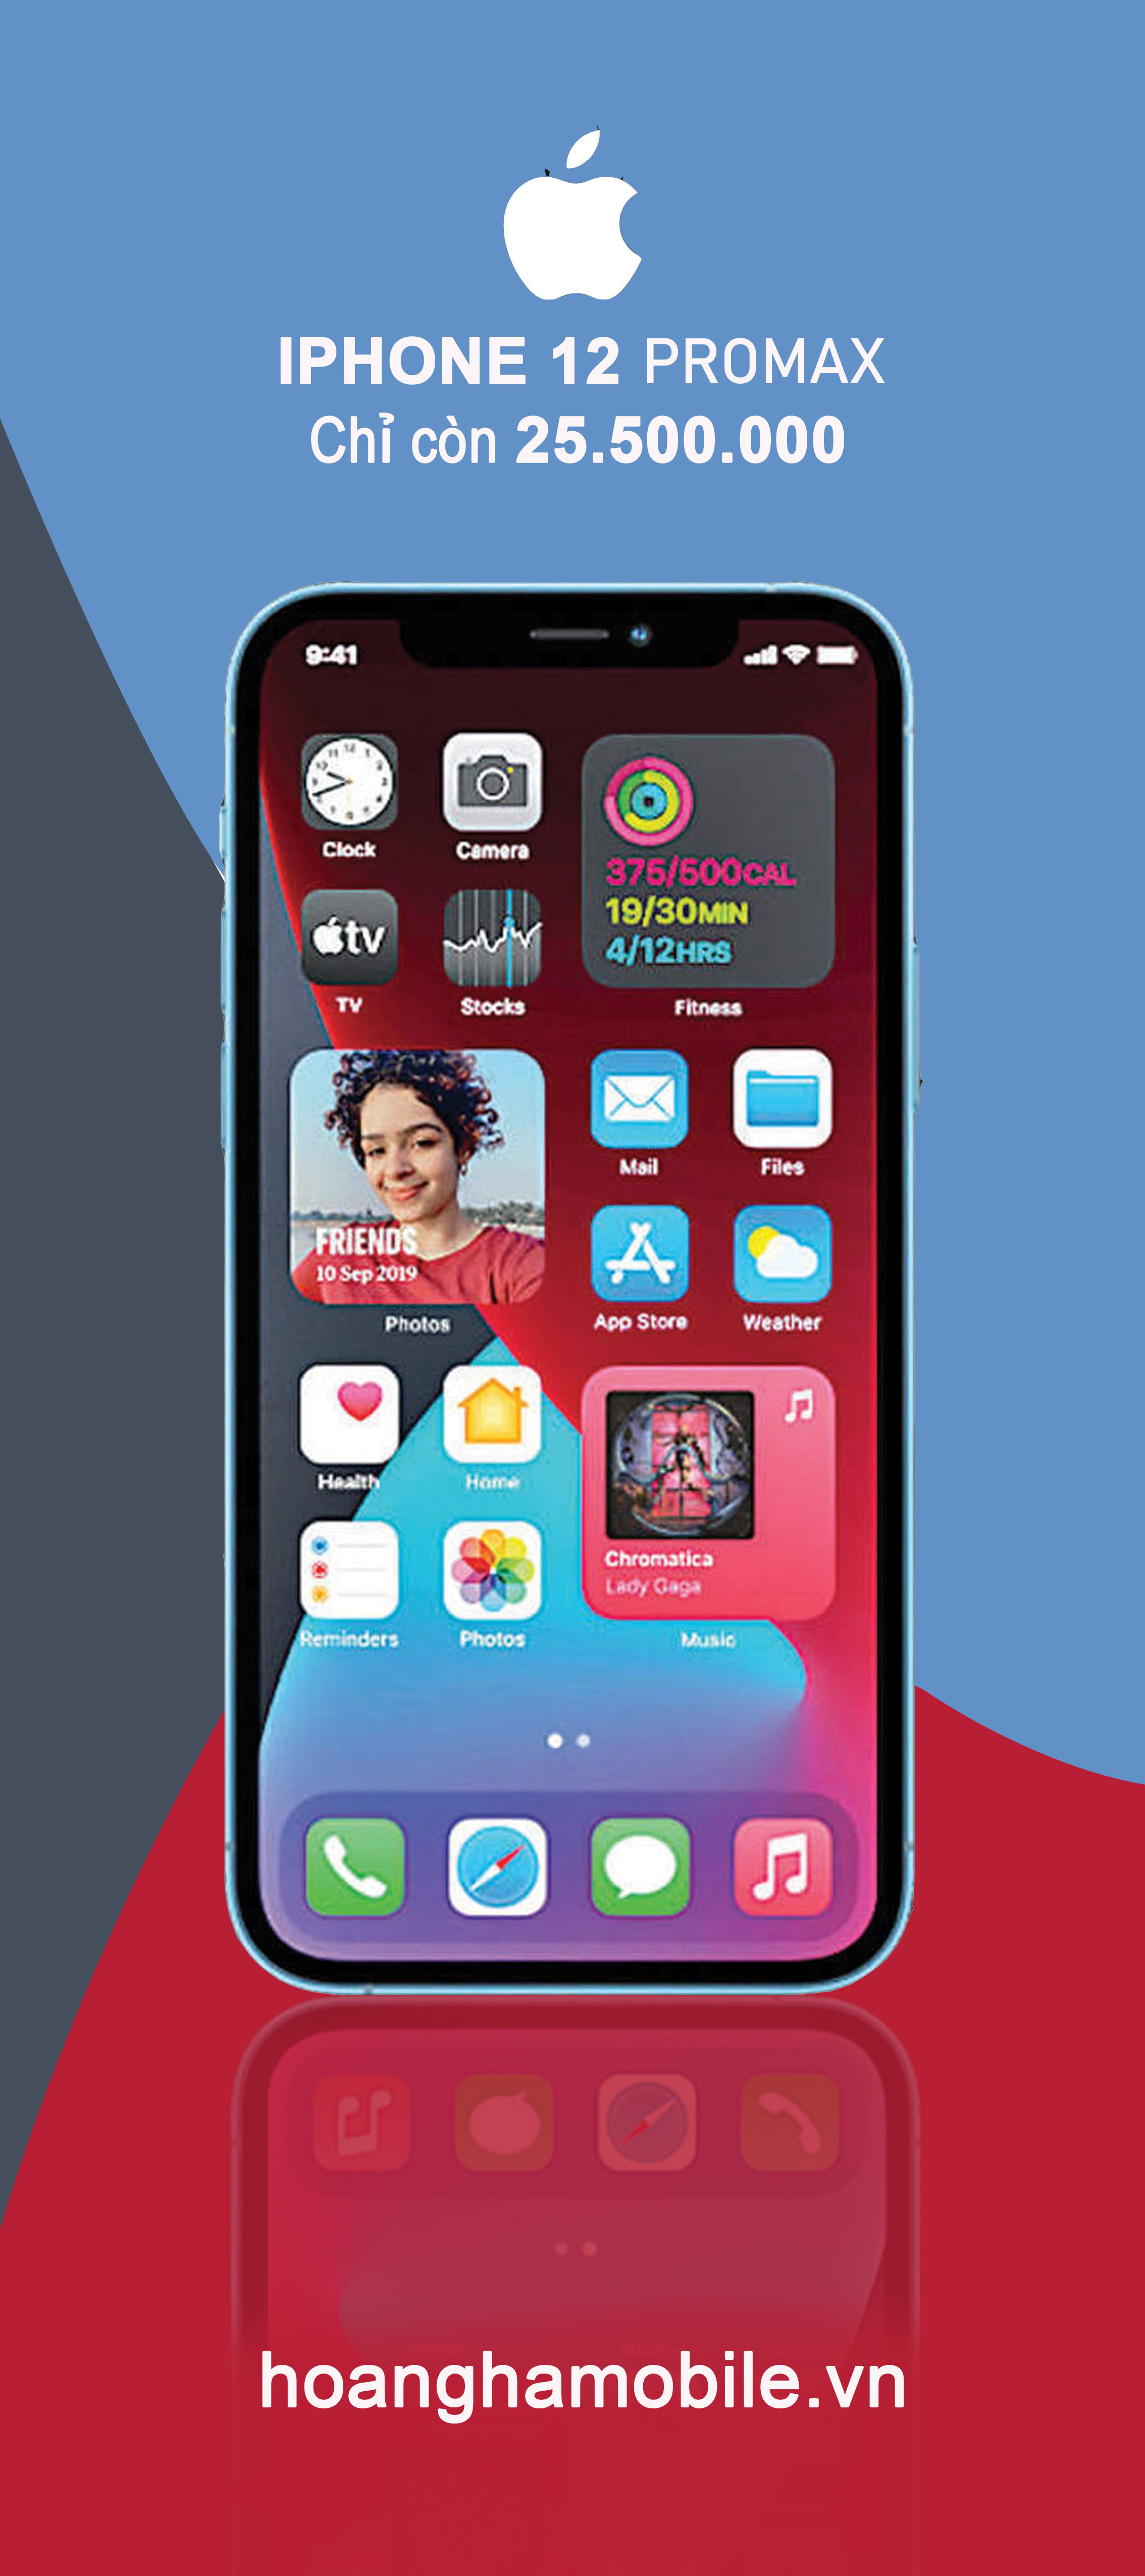 IPHONE 12 PROMAX
Chỉ còn 25.500.000
9:41
Clock
Camera
375/500CAL
19/30MIN
4/12HRS
tv
TV
Stocks
Fitness
FRIENDS
10 Sep 2019
Photos
Mail
Files
App Store
Weather
Health
Home
Chromatica
Lady Gaga
Reminders
Photos
Music
hoanghamobile.vn